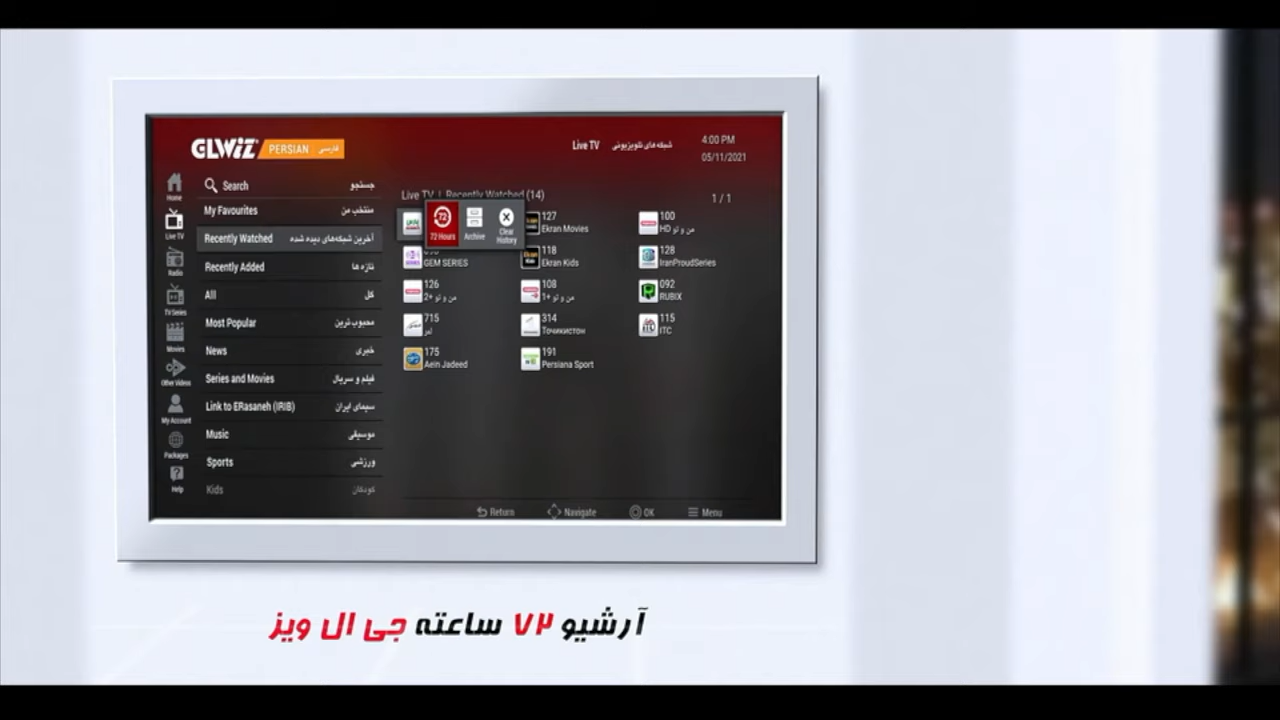 GLWiZ PERSIAN فارسی
Live TV شبکه های تلویزیونی
4:00 PM
05/11/2021
Home
Live TV
Radio
TV Series
Movies
Other Videos
My Account
Packages
Help
Search جستجو
My Favourites منتخب من
Recently Watched آخرین شبکه‌های دیده شده
Recently Added تازه ها
All کل
Most Popular محبوب ترین
News خبری
Series and Movies فیلم و سریال
Link to ERasaneh (IRIB) سیمای ایران
Music موسیقی
Sports ورزشی
Kids کودکان
Live TV | Recently Watched (14)
1 / 1
72
72 Hours
Archive
Clear History
127
Ekran Movies
100
من و تو HD
GEM SERIES
118
Ekran Kids
128
IranProudSeries
126
من و تو 2+
108
من و تو 1+
092
RUBIX
715
314
Точикистон
115
ITC
175
Aein Jadeed
191
Persiana Sport
Return
Navigate
OK
Menu
آرشیو ۷۲ ساعته جی ال ویز